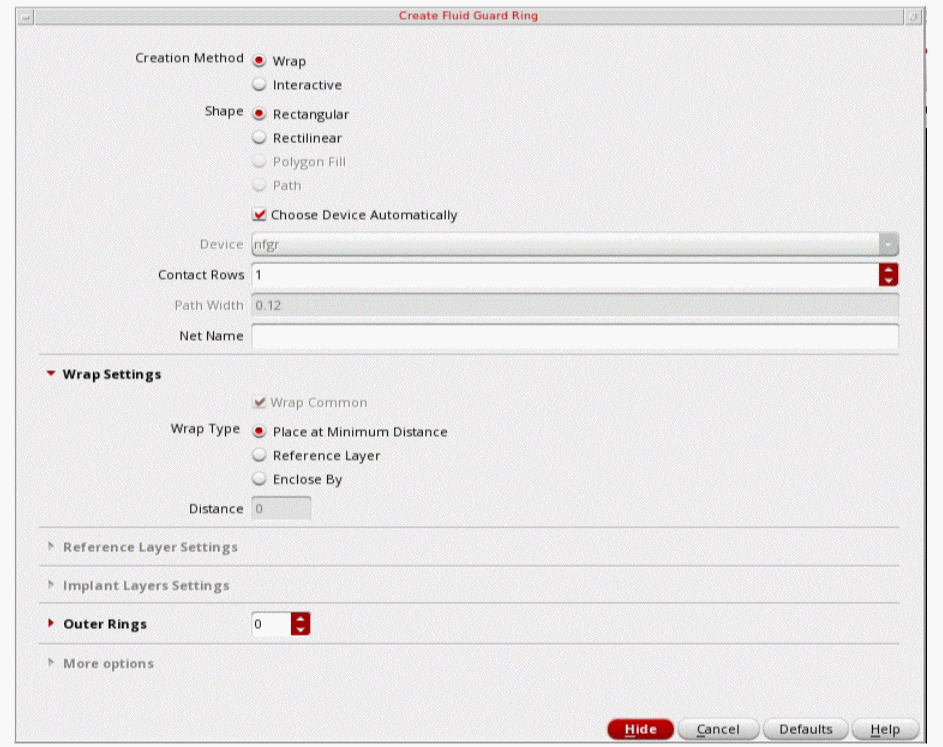 Create Fluid Guard Ring
Creation Method Wrap
Interactive
Shape Rectangular
Rectilinear
Polygon Fill
Path
Choose Device Automatically
Device nfgr
Contact Rows 1
Path Width 0.12
Net Name
Wrap Settings
Wrap Common
Wrap Type Place at Minimum Distance
Reference Layer
Enclose By
Distance 0
Reference Layer Settings
Implant Layers Settings
Outer Rings 0
More options
Hide Cancel Defaults Help